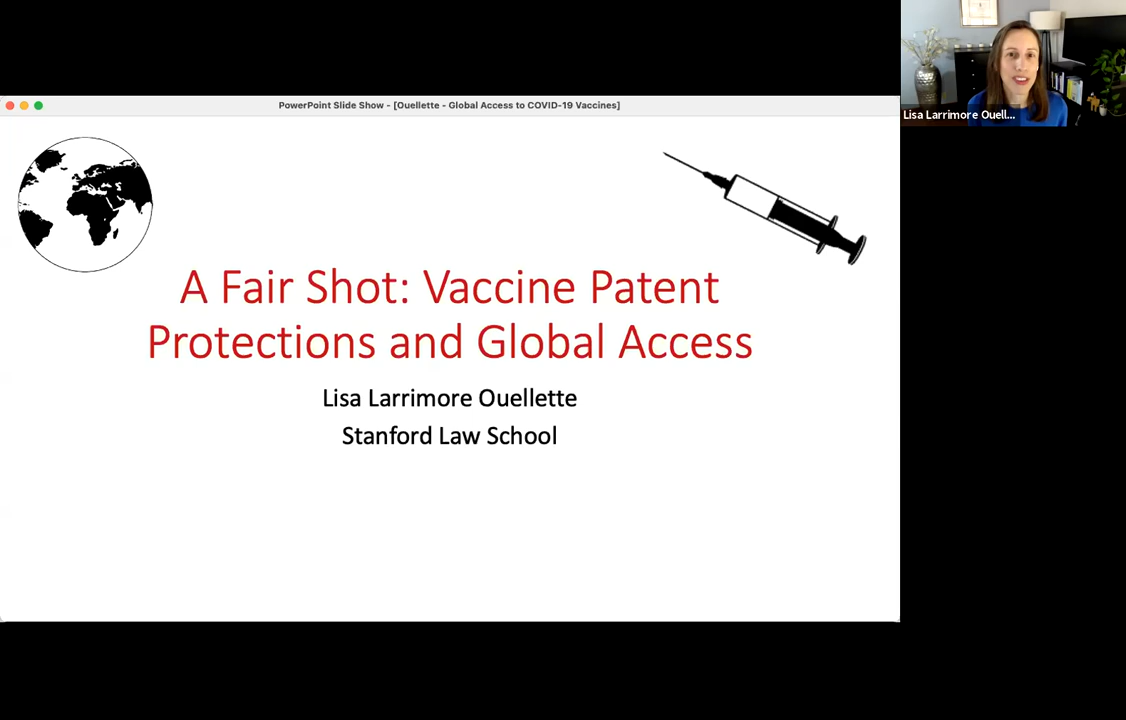 PowerPoint Slide Show - [Ouellette - Global Access to COVID-19 Vaccines]
Lisa Larrimore Ouell...
A Fair Shot: Vaccine Patent
Protections and Global Access
Lisa Larrimore Ouellette
Stanford Law School